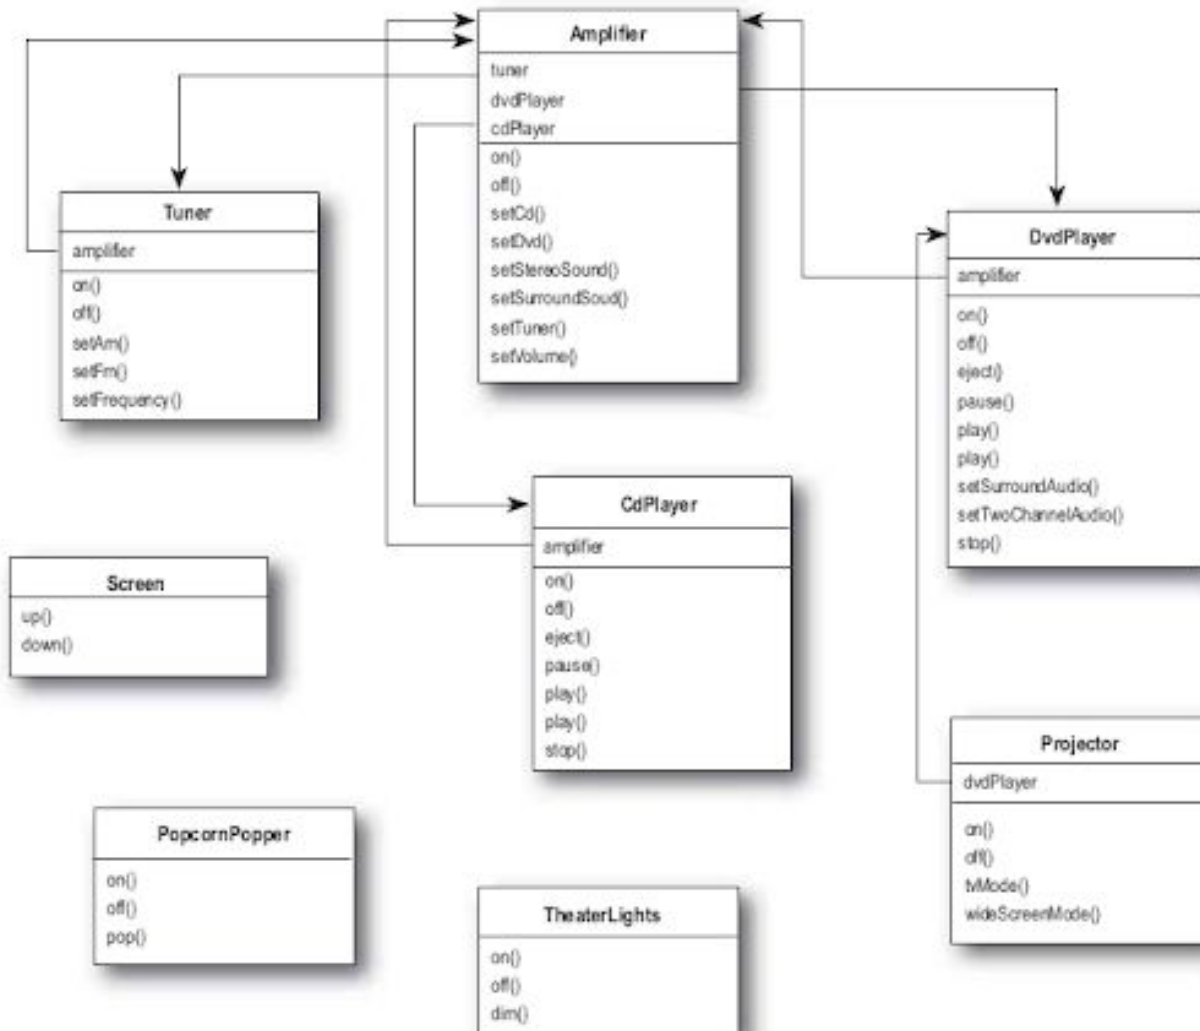 Amplifier
tuner
dvdPlayer
cdPlayer
on()
off()
setCd()
setDvd()
setStereoSound()
setSurroundSoud()
setTuner()
setVolume()
Tuner
amplifier
on()
off()
setAm()
setFm()
setFrequency()
DvdPlayer
amplifier
on()
off()
eject()
pause()
play()
play()
setSurroundAudio()
setTwoChannelAudio()
stop()
CdPlayer
amplifier
on()
off()
eject()
pause()
play()
play()
stop()
Screen
up()
down()
Projector
dvdPlayer
on()
off()
tvMode()
wideScreenMode()
PopcornPopper
on()
off()
pop()
TheaterLights
on()
off()
dim()